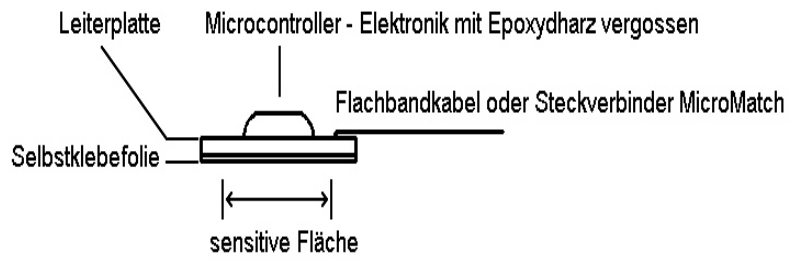 Leiterplatte
Microcontroller - Elektronik mit Epoxydharz vergossen
Flachbandkabel oder Steckverbinder MicroMatch
Selbstklebefolie
sensitive Fläche